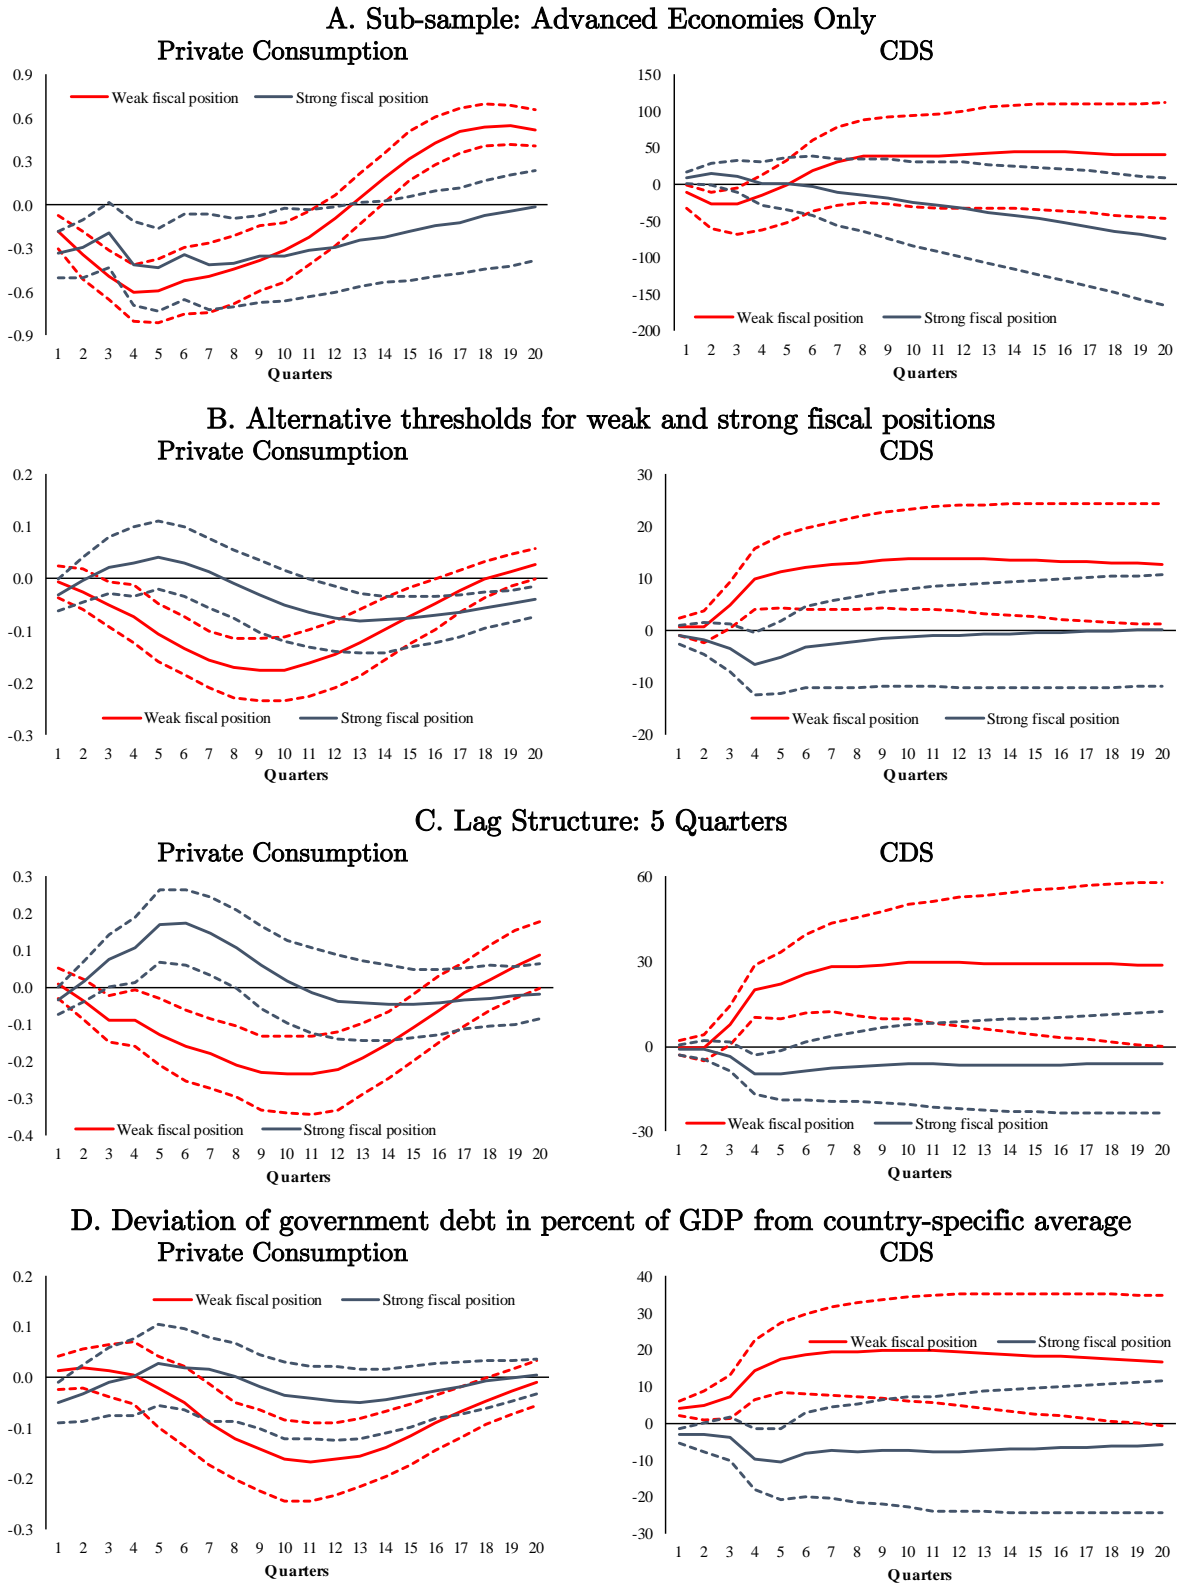 A. Sub-sample: Advanced Economies Only
Private Consumption
0.9
0.6
0.3
0.0
-0.3
-0.6
-0.9
Weak fiscal position Strong fiscal position
1 2 3 4 5 6 7 8 9 10 11 12 13 14 15 16 17 18 19 20
Quarters
CDS
150
100
50
0
-50
-100
-150
-200
Weak fiscal position Strong fiscal position
1 2 3 4 5 6 7 8 9 10 11 12 13 14 15 16 17 18 19 20
Quarters
B. Alternative thresholds for weak and strong fiscal positions
Private Consumption
0.2
0.1
0.0
-0.1
-0.2
-0.3
Weak fiscal position Strong fiscal position
1 2 3 4 5 6 7 8 9 10 11 12 13 14 15 16 17 18 19 20
Quarters
CDS
30
20
10
0
-10
-20
Weak fiscal position Strong fiscal position
1 2 3 4 5 6 7 8 9 10 11 12 13 14 15 16 17 18 19 20
Quarters
C. Lag Structure: 5 Quarters
Private Consumption
0.3
0.2
0.1
0.0
-0.1
-0.2
-0.3
-0.4
Weak fiscal position Strong fiscal position
1 2 3 4 5 6 7 8 9 10 11 12 13 14 15 16 17 18 19 20
Quarters
CDS
60
30
0
-30
Weak fiscal position Strong fiscal position
1 2 3 4 5 6 7 8 9 10 11 12 13 14 15 16 17 18 19 20
Quarters
D. Deviation of government debt in percent of GDP from country-specific average
Private Consumption
0.2
0.1
0.0
-0.1
-0.2
-0.3
Weak fiscal position Strong fiscal position
1 2 3 4 5 6 7 8 9 10 11 12 13 14 15 16 17 18 19 20
Quarters
CDS
40
30
20
10
0
-10
-20
-30
Weak fiscal position Strong fiscal position
1 2 3 4 5 6 7 8 9 10 11 12 13 14 15 16 17 18 19 20
Quarters